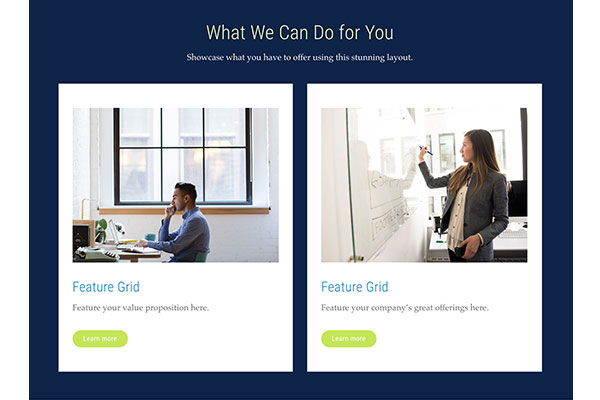 What We Can Do for You
Showcase what you have to offer using this stunning layout.
Feature Grid
Feature your value proposition here.
Learn more
Feature Grid
Feature your company's great offerings here.
Learn more